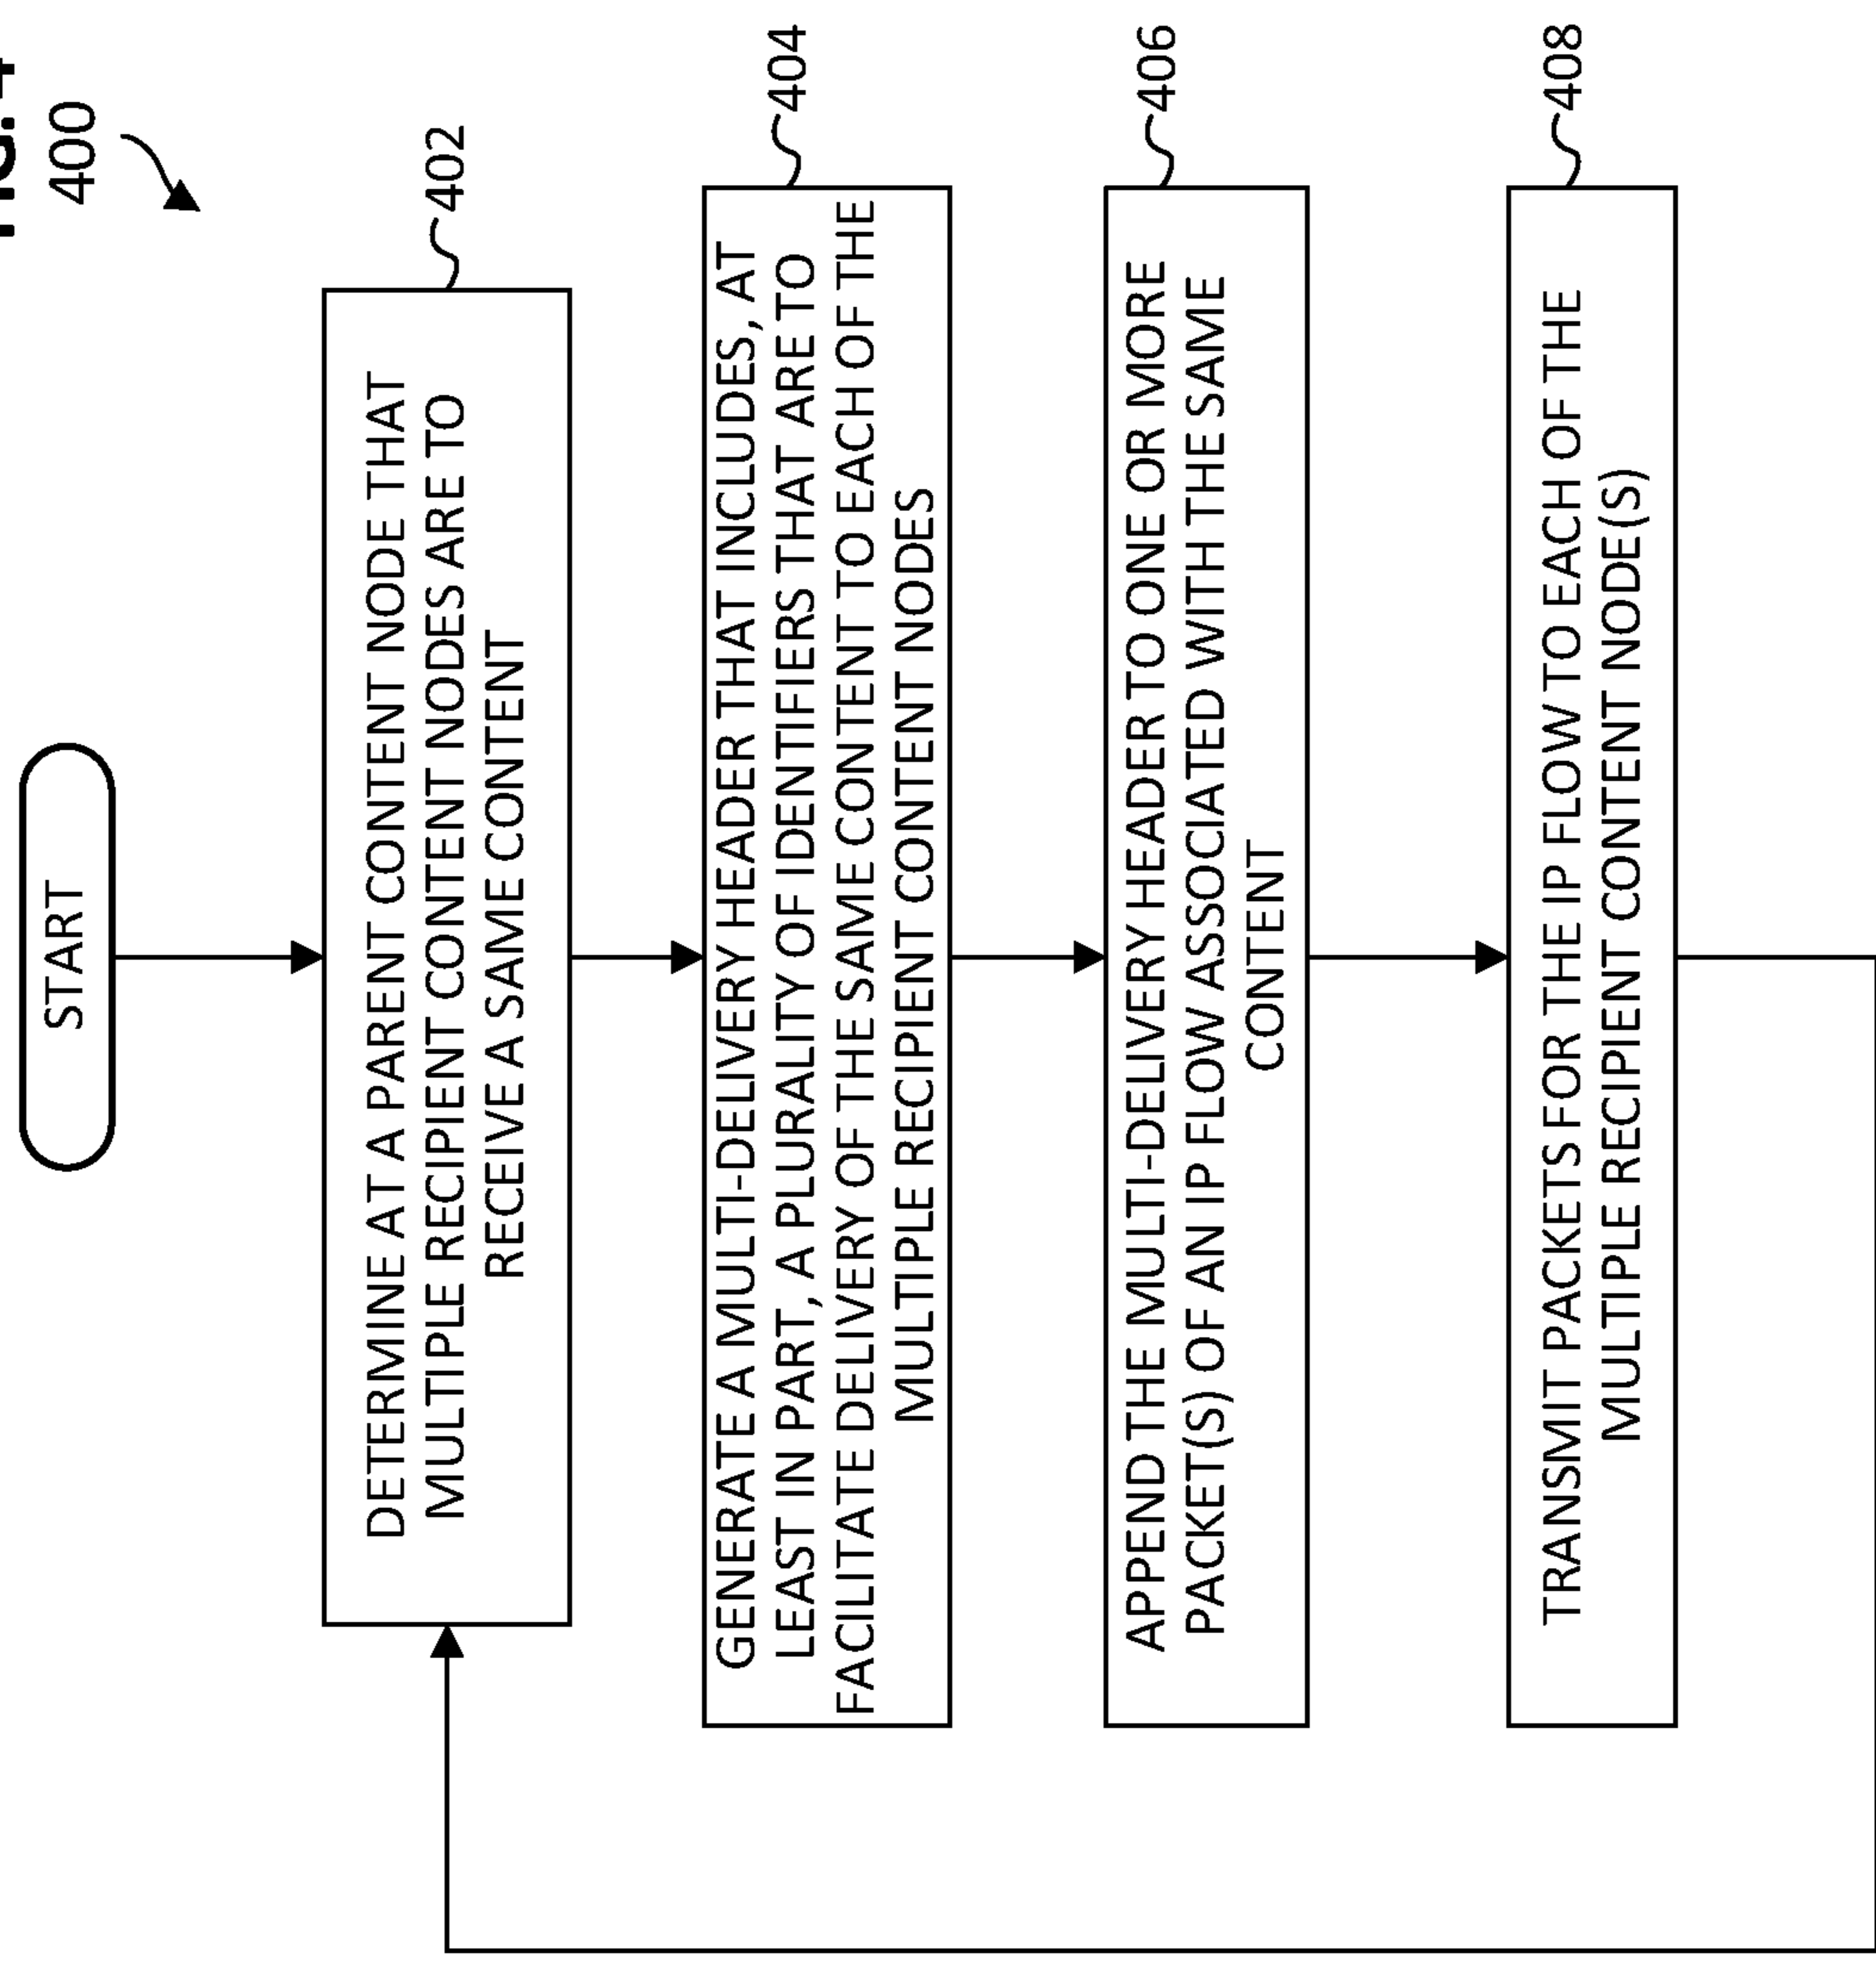 400
START
DETERMINE AT A PARENT CONTENT NODE THAT
MULTIPLE RECIPIENT CONTENT NODES ARE TO
RECEIVE A SAME CONTENT
402
GENERATE A MULTI-DELIVERY HEADER THAT INCLUDES, AT
LEAST IN PART, A PLURALITY OF IDENTIFIERS THAT ARE TO
FACILITATE DELIVERY OF THE SAME CONTENT TO EACH OF THE
MULTIPLE RECIPIENT CONTENT NODES
404
APPEND THE MULTI-DELIVERY HEADER TO ONE OR MORE
PACKET(S) OF AN IP FLOW ASSOCIATED WITH THE SAME
CONTENT
406
TRANSMIT PACKETS FOR THE IP FLOW TO EACH OF THE
MULTIPLE RECIPIENT CONTENT NODE(S)
408